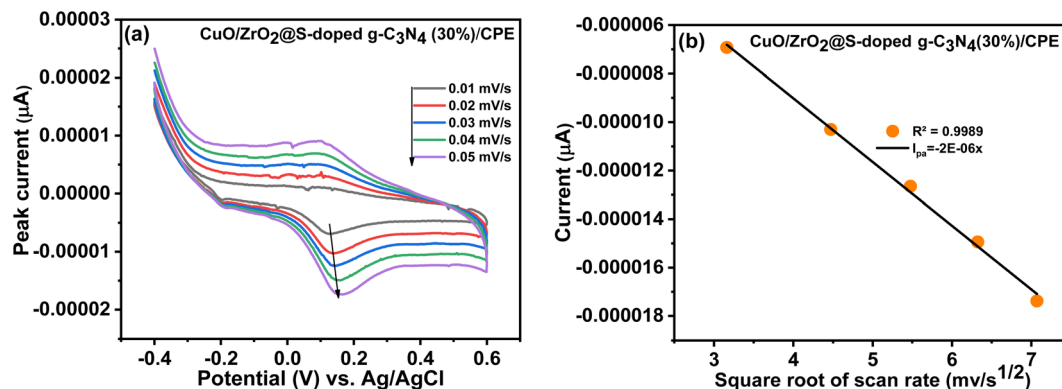 (a) CuO/ZrO₂@S-doped g-C₃N₄ (30%)/CPE
0.01 mV/s
0.02 mV/s
0.03 mV/s
0.04 mV/s
0.05 mV/s
Peak current (μA)
0.00003
0.00002
0.00001
0.00000
-0.00001
-0.00002
-0.4
-0.2
0.0
0.2
0.4
0.6
Potential (V) vs. Ag/AgCl
(b) CuO/ZrO₂@S-doped g-C₃N₄(30%)/CPE
R² = 0.9989
Iₚₐ=-2E-06x
Current (μA)
-0.000006
-0.000008
-0.000010
-0.000012
-0.000014
-0.000016
-0.000018
3
4
5
6
7
Square root of scan rate (mv/s¹/²)